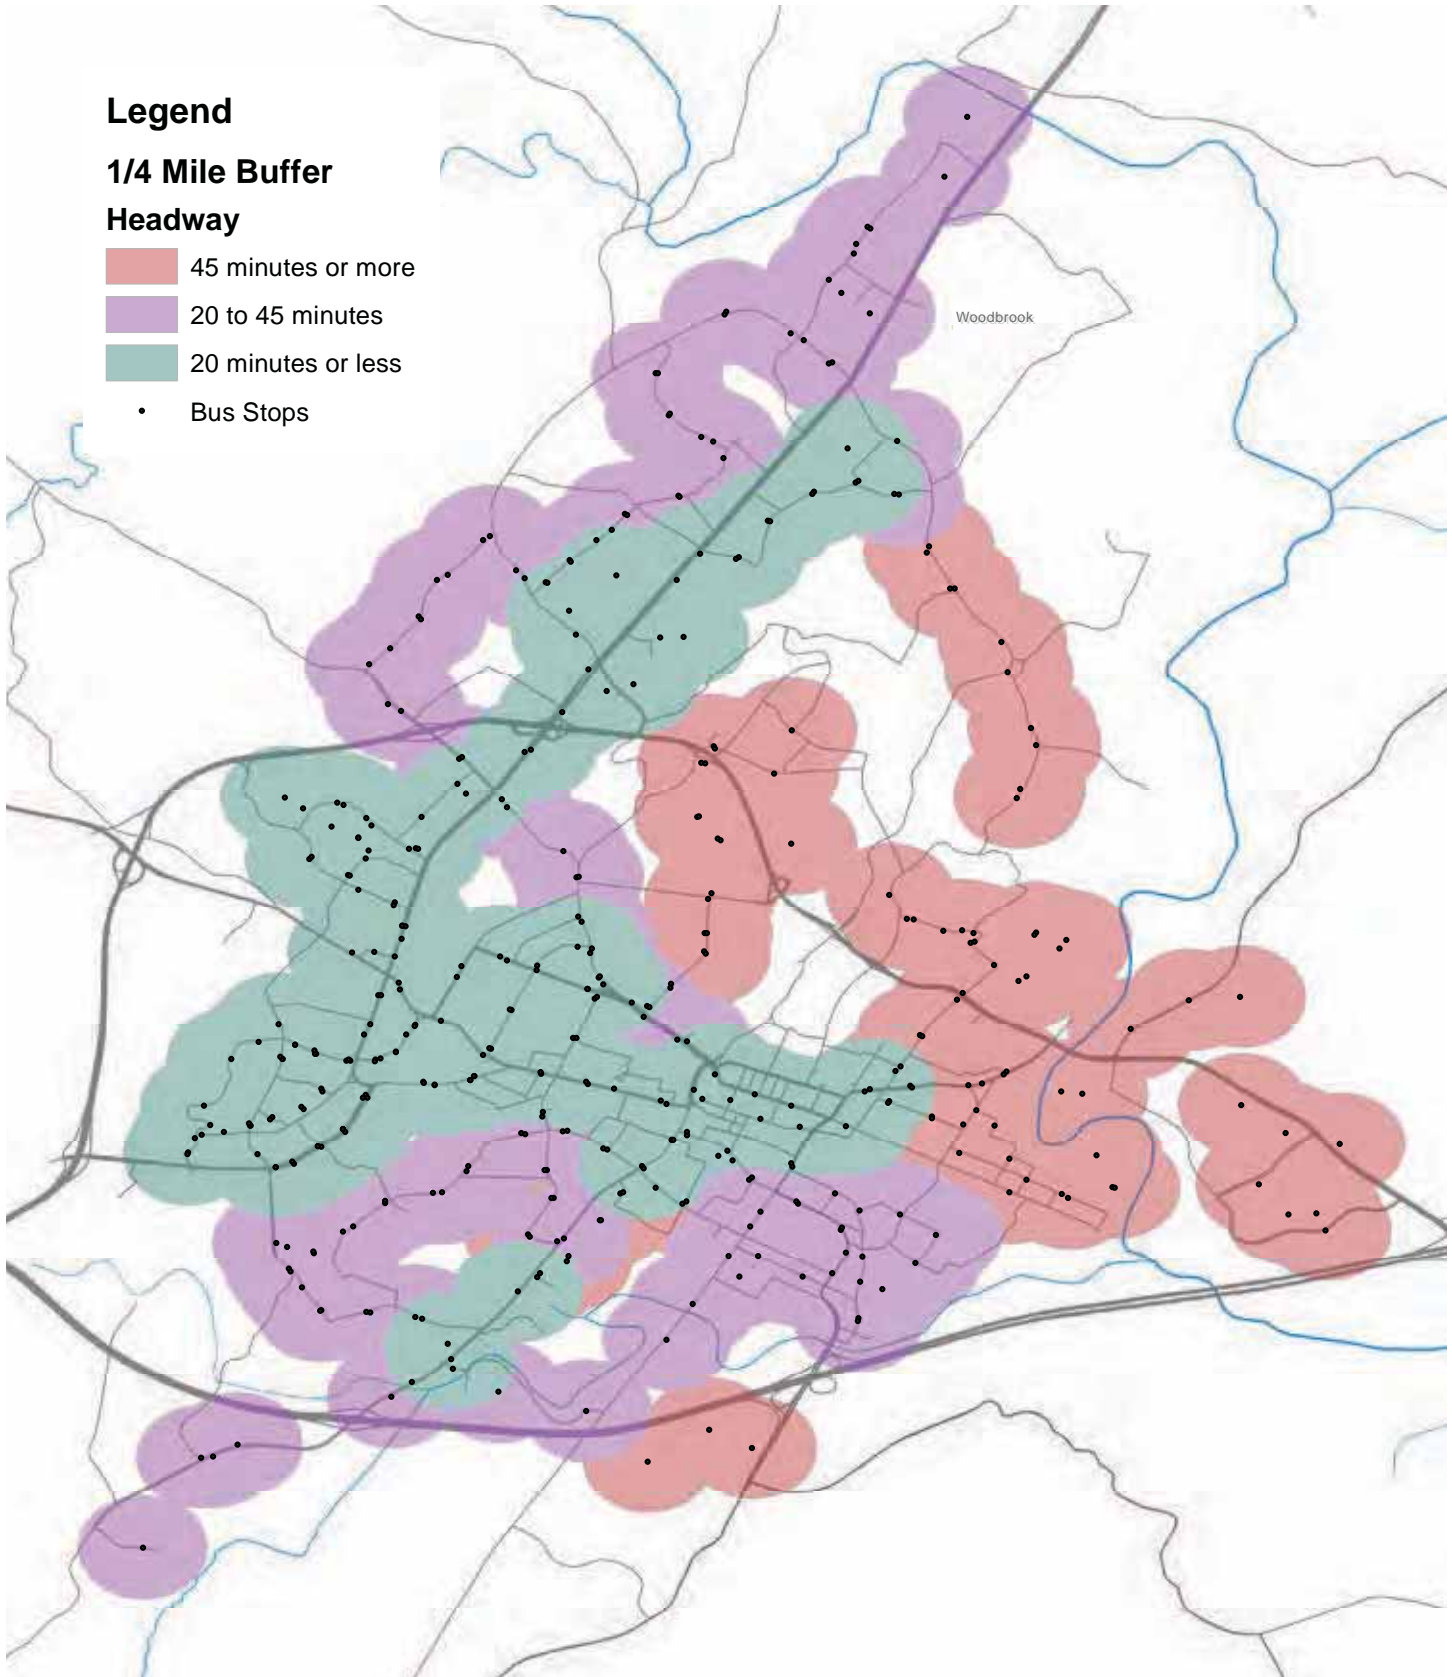 Legend
1/4 Mile Buffer
Headway
45 minutes or more
20 to 45 minutes
20 minutes or less
Bus Stops
Woodbrook